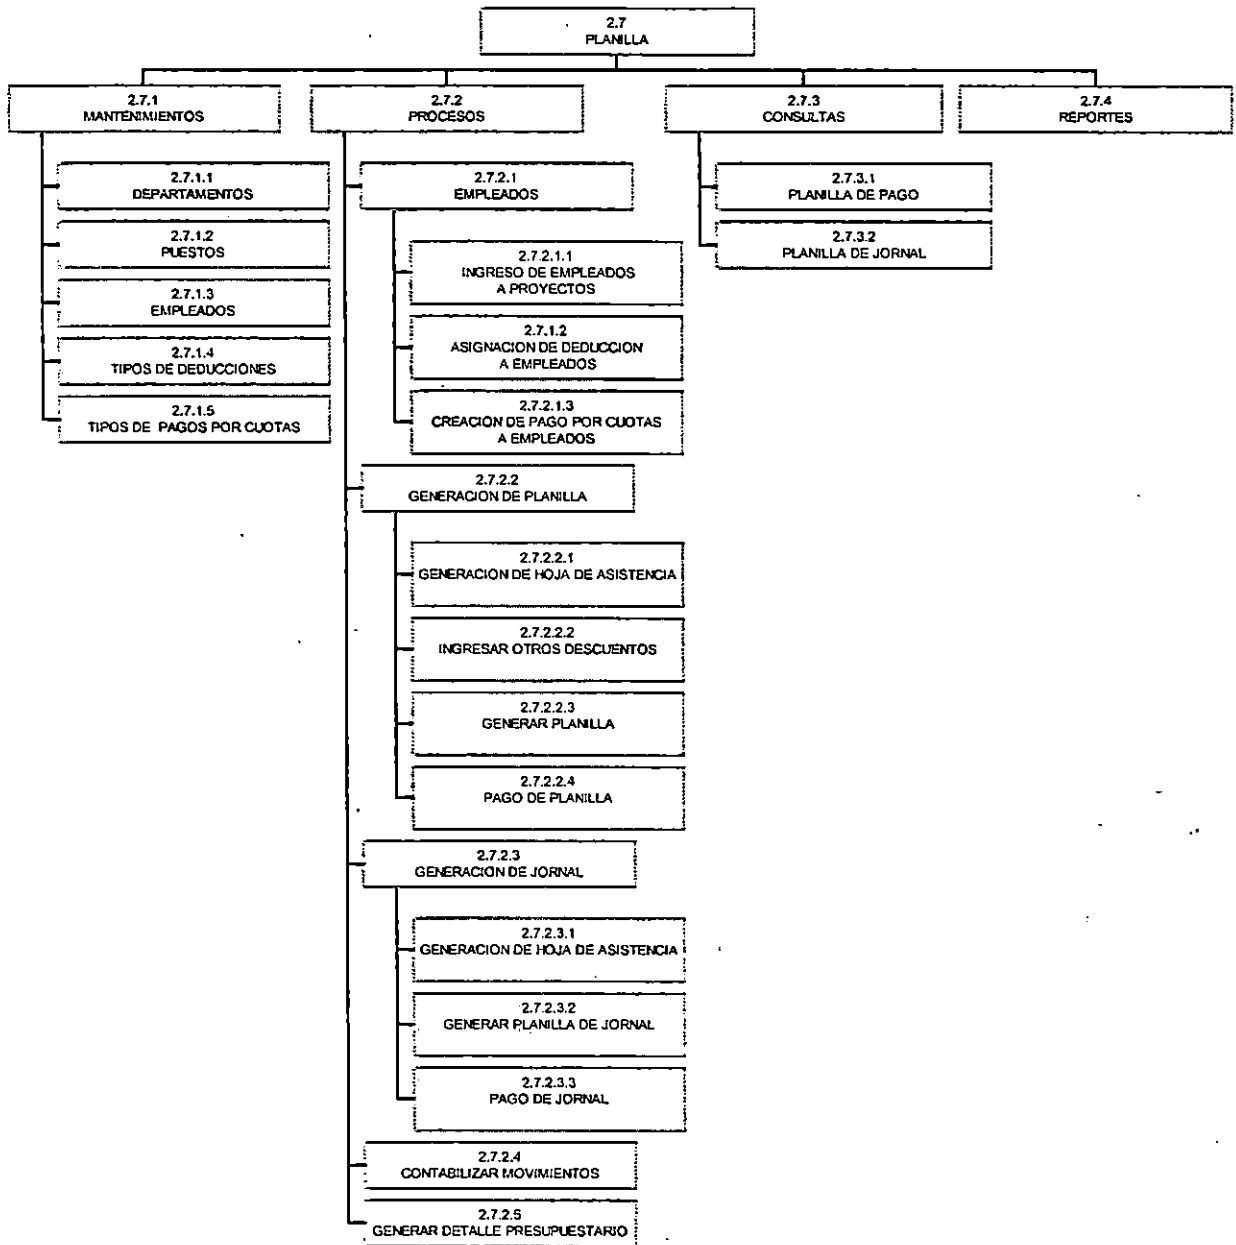 2.7
PLANILLA
2.7.1
MANTENIMIENTOS
2.7.2
PROCESOS
2.7.3
CONSULTAS
2.7.4
REPORTES
2.7.1.1
DEPARTAMENTOS
2.7.1.2
PUESTOS
2.7.1.3
EMPLEADOS
2.7.1.4
TIPOS DE DEDUCCIONES
2.7.1.5
TIPOS DE PAGOS POR CUOTAS
2.7.2.1
EMPLEADOS
2.7.2.1.1
INGRESO DE EMPLEADOS
A PROYECTOS
2.7.1.2
ASIGNACION DE DEDUCCION
A EMPLEADOS
2.7.2.1.3
CREACION DE PAGO POR CUOTAS
A EMPLEADOS
2.7.2.2
GENERACION DE PLANILLA
2.7.2.2.1
GENERACION DE HOJA DE ASISTENCIA
2.7.2.2.2
INGRESAR OTROS DESCUENTOS
2.7.2.2.3
GENERAR PLANILLA
2.7.2.2.4
PAGO DE PLANILLA
2.7.2.3
GENERACION DE JORNAL
2.7.2.3.1
GENERACION DE HOJA DE ASISTENCIA
2.7.2.3.2
GENERAR PLANILLA DE JORNAL
2.7.2.3.3
PAGO DE JORNAL
2.7.2.4
CONTABILIZAR MOVIMIENTOS
2.7.2.5
GENERAR DETALLE PRESUPUESTARIO
2.7.3.1
PLANILLA DE PAGO
2.7.3.2
PLANILLA DE JORNAL